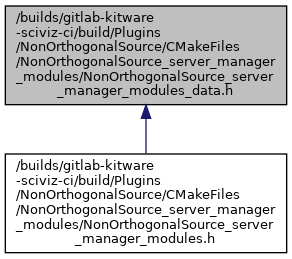 /builds/gitlab-kitware
-sciviz-ci/build/Plugins
/NonOrthogonalSource/CMakeFiles
/NonOrthogonalSource_server_manager
_modules/NonOrthogonalSource_server
_manager_modules_data.h
/builds/gitlab-kitware
-sciviz-ci/build/Plugins
/NonOrthogonalSource/CMakeFiles
/NonOrthogonalSource_server_manager
_modules/NonOrthogonalSource_server
_manager_modules.h